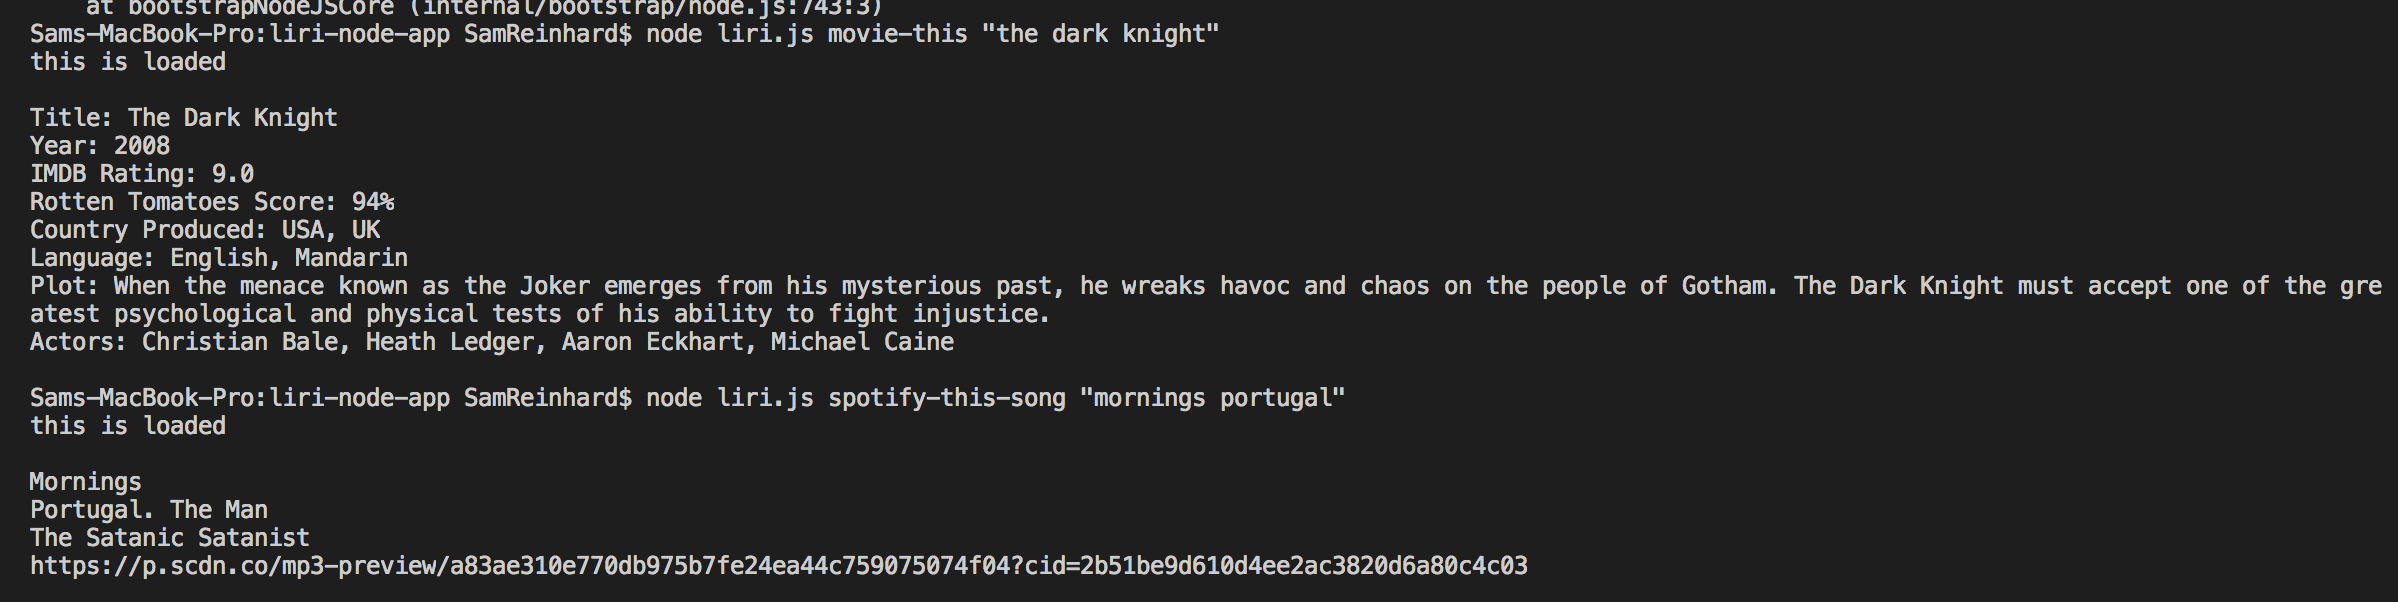 at bootstrapNodeJSCore (internal/bootstrap/node.js:743:3)
Sams-MacBook-Pro:liri-node-app SamReinhard$ node liri.js movie-this "the dark knight"
this is loaded
Title: The Dark Knight
Year: 2008
IMDB Rating: 9.0
Rotten Tomatoes Score: 94%
Country Produced: USA, UK
Language: English, Mandarin
Plot: When the menace known as the Joker emerges from his mysterious past, he wreaks havoc and chaos on the people of Gotham. The Dark Knight must accept one of the gre
atest psychological and physical tests of his ability to fight injustice.
Actors: Christian Bale, Heath Ledger, Aaron Eckhart, Michael Caine
Sams-MacBook-Pro:liri-node-app SamReinhard$ node liri.js spotify-this-song "mornings portugal"
this is loaded
Mornings
Portugal. The Man
The Satanic Satanist
https://p.scdn.co/mp3-preview/a83ae310e770db975b7fe24ea44c759075074f04?cid=2b51be9d610d4ee2ac3820d6a80c4c03